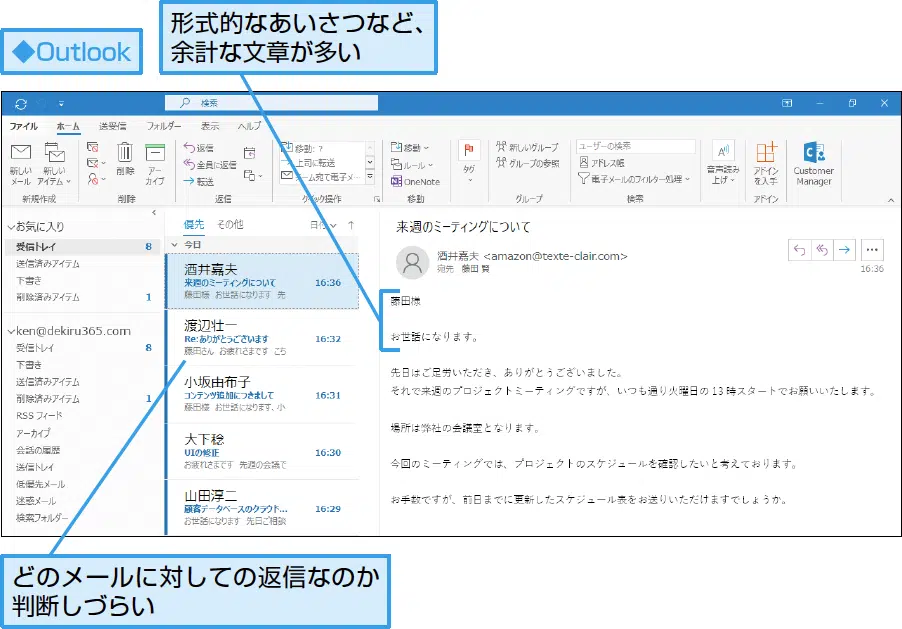 ◆Outlook
形式的なあいさつなど、
余計な文章が多い
検索
ファイル ホーム 送受信 フォルダー 表示 ヘルプ
新しい
メール
新しい
アイテム
新規作成
削除
アー
カイブ
削除
返信
全員に返信
転送
返信
移動: ?
上司に転送
チーム宛て電子メ...
クイック操作
移動
ルール
OneNote
移動
タグ
新しいグループ
グループの参照
グループ
ユーザーの検索
アドレス帳
電子メールのフィルター処理
検索
音声読み
上げ
アドイン
を入手
アドイン
Customer
Manager
お気に入り
受信トレイ 8
送信済みアイテム
下書き
削除済みアイテム 1
ken@dekiru365.com
受信トレイ 8
下書き
送信済みアイテム
削除済みアイテム 1
RSS フィード
アーカイブ
会話の履歴
送信トレイ
低優先メール
迷惑メール
検索フォルダー
優先 その他 日付 ↑
今日
酒井嘉夫
来週のミーティングについて 16:36
藤田様 お世話になります 先
渡辺壮一
Re:ありがとうございます 16:32
藤田さん お疲れさまです こち
小坂由布子
コンテンツ追加につきまして 16:31
藤田様 お世話になります、小
大下稔
UIの修正 16:30
お疲れさまです 先週の会議で
山田淳二
顧客データベースのクラウド... 16:29
お世話になります 先日ご相談
来週のミーティングについて
酒井嘉夫 <amazon@texte-clair.com>
宛先 藤田 賢
16:36
藤田様
お世話になります。
先日はご足労いただき、ありがとうございました。
それで来週のプロジェクトミーティングですが、いつも通り火曜日の 13 時スタートでお願いいたします。
場所は弊社の会議室となります。
今回のミーティングでは、プロジェクトのスケジュールを確認したいと考えております。
お手数ですが、前日までに更新したスケジュール表をお送りいただけますでしょうか。
どのメールに対しての返信なのか
判断しづらい